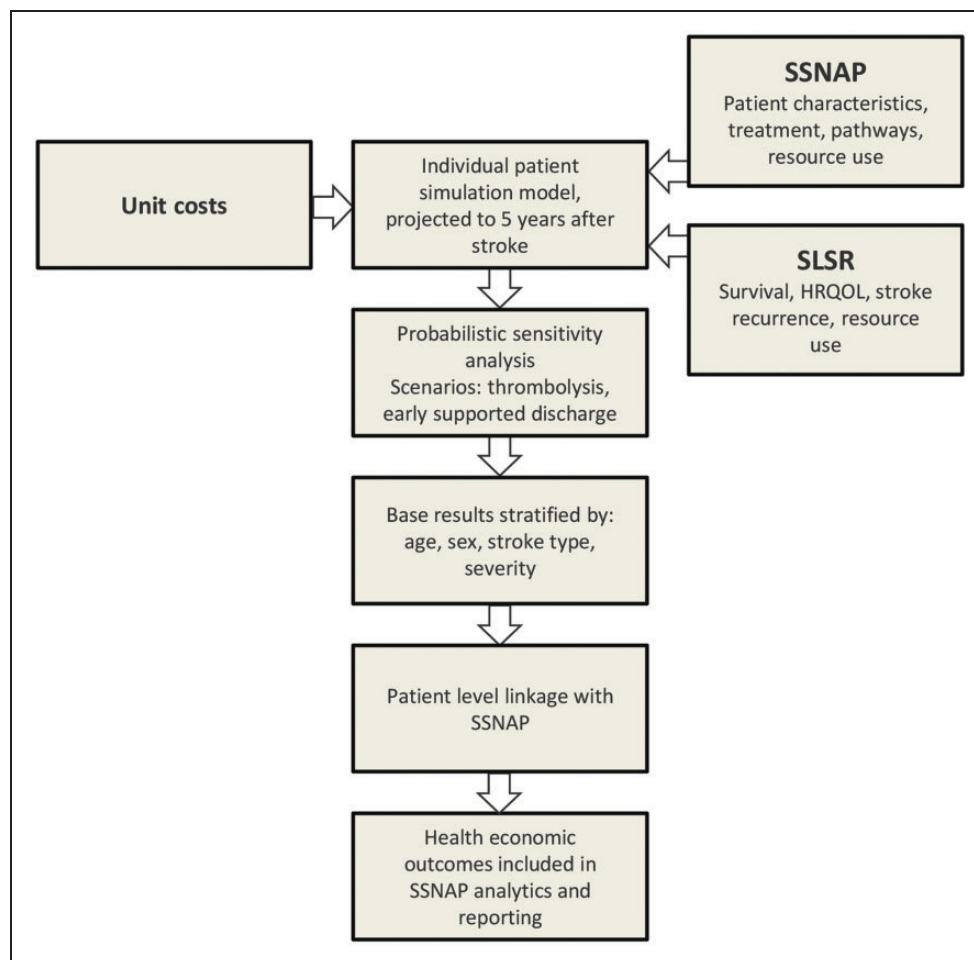 SSNAP
Patient characteristics,
treatment, pathways,
resource use
Unit costs
Individual patient
simulation model,
projected to 5 years after
stroke
SLSR
Survival, HRQOL, stroke
recurrence, resource
use
Probabilistic sensitivity
analysis
Scenarios: thrombolysis,
early supported discharge
Base results stratified by:
age, sex, stroke type,
severity
Patient level linkage with
SSNAP
Health economic
outcomes included in
SSNAP analytics and
reporting